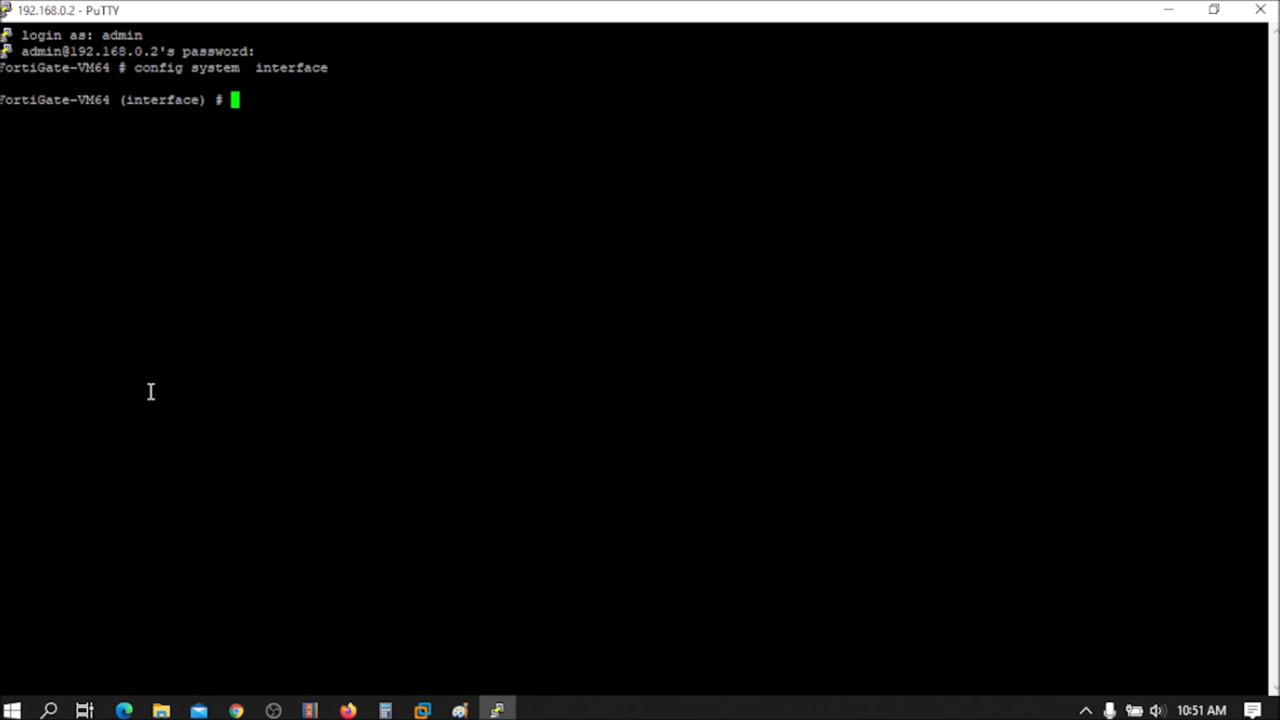 192.168.0.2 - PuTTY
login as: admin
admin@192.168.0.2's password:
FortiGate-VM64 # config system  interface
FortiGate-VM64 (interface) #
10:51 AM